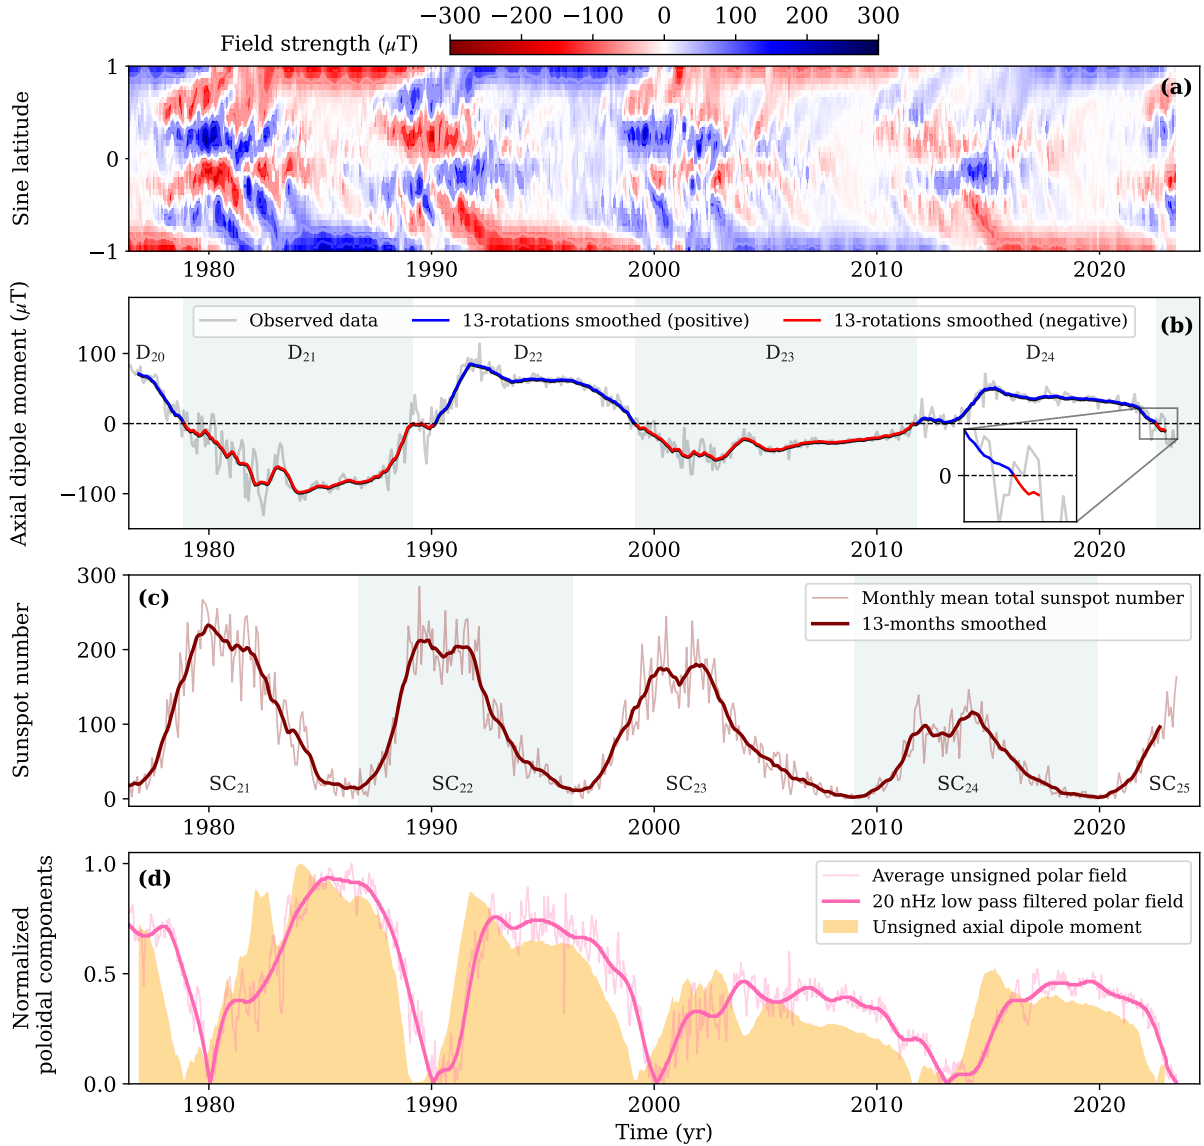 −300 −200 −100 0 100 200 300
Field strength (μT)
(a)
Sine latitude
1
0
−1
1980 1990 2000 2010 2020
Axial dipole moment (μT)
Observed data 13-rotations smoothed (positive) 13-rotations smoothed (negative)
(b)
D20 D21 D22 D23 D24
100
0
−100
0
1980 1990 2000 2010 2020
Sunspot number
(c)
Monthly mean total sunspot number
13-months smoothed
300
200
100
0
SC21 SC22 SC23 SC24 SC25
1980 1990 2000 2010 2020
Normalized
poloidal components
(d)
Average unsigned polar field
20 nHz low pass filtered polar field
Unsigned axial dipole moment
1.0
0.5
0.0
1980 1990 2000 2010 2020
Time (yr)